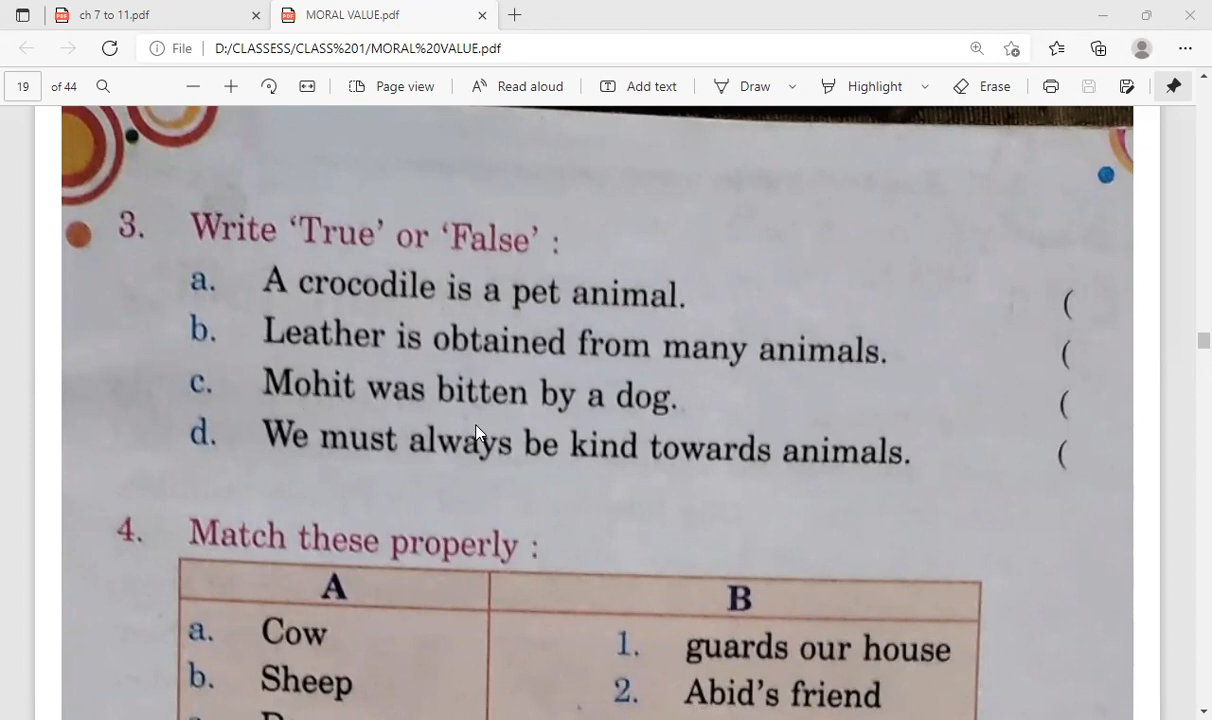 ch 7 to 11.pdf
MORAL VALUE.pdf
File
D:/CLASSESS/CLASS%201/MORAL%20VALUE.pdf
19 of 44
Page view
Read aloud
Add text
Draw
Highlight
Erase
3. Write ‘True’ or ‘False’ :
a. A crocodile is a pet animal. (
b. Leather is obtained from many animals. (
c. Mohit was bitten by a dog. (
d. We must always be kind towards animals. (
4. Match these properly :
A B
a. Cow 1. guards our house
b. Sheep 2. Abid’s friend